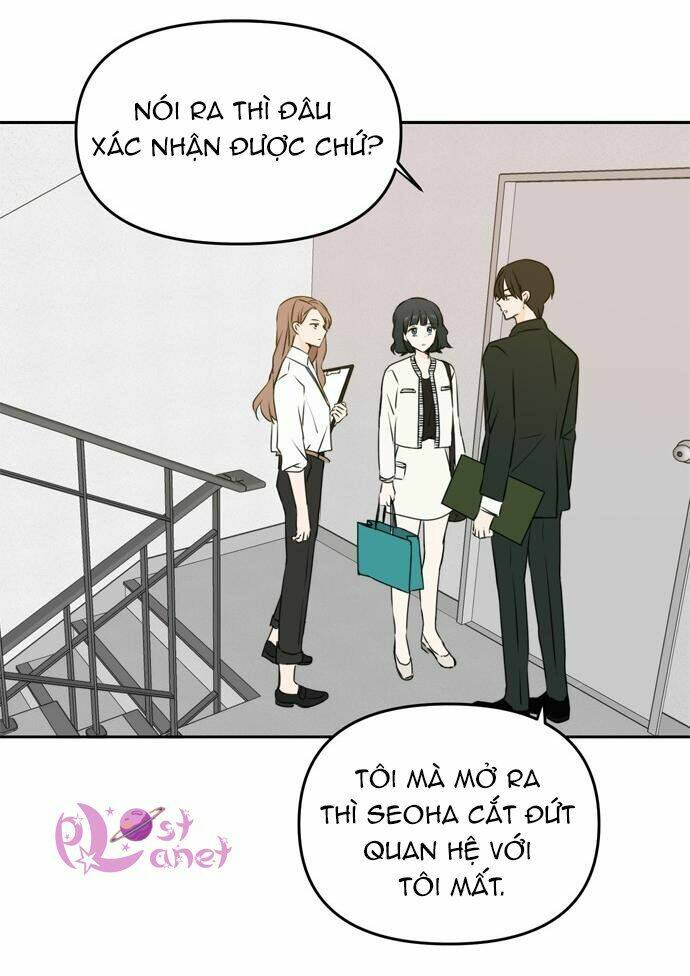 NÓI RA THÌ ĐÂU
XÁC NHẬN ĐƯỢC CHỨ?
TÔI MÀ MỞ RA
THÌ SEOHA CẮT ĐỨT
QUAN HỆ VỚI
TÔI MẤT.
Lost
Planet